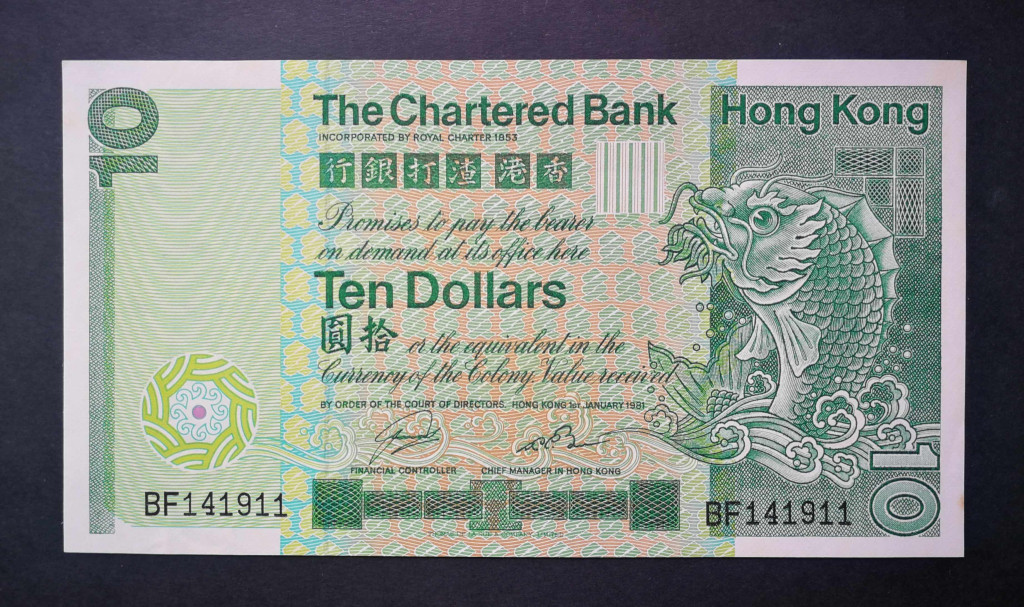 10
The Chartered Bank
Hong Kong
INCORPORATED BY ROYAL CHARTER 1853
行銀打渣港香
Promises to pay the bearer
on demand at its office here
Ten Dollars
圓拾
or the equivalent in the
Currency of the Colony, Value received
BY ORDER OF THE COURT OF DIRECTORS. HONG KONG 1ST JANUARY 1981.
FINANCIAL CONTROLLER
CHIEF MANAGER IN HONG KONG
BF141911
BF141911
10